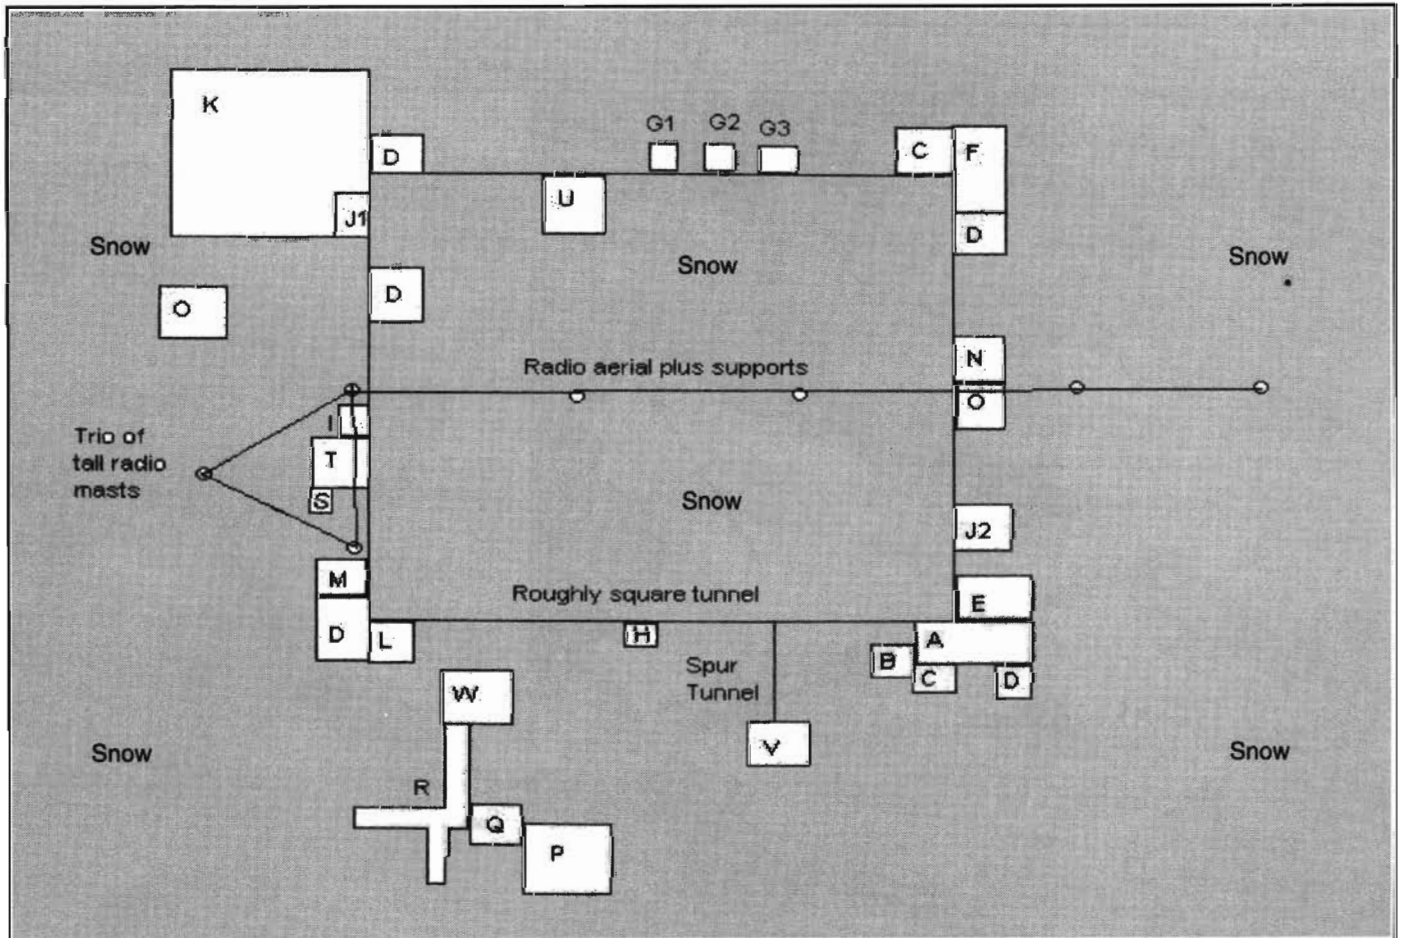 K
G1 G2 G3
D
C F
J1
U
D
Snow
Snow
Snow
D
O
N
Radio aerial plus supports
O
I
Trio of
tall radio
masts
T
S
Snow
J2
M
Roughly square tunnel
E
D
L
H
A
B
C
D
Spur
Tunnel
W
V
Snow
Snow
R
Q
P